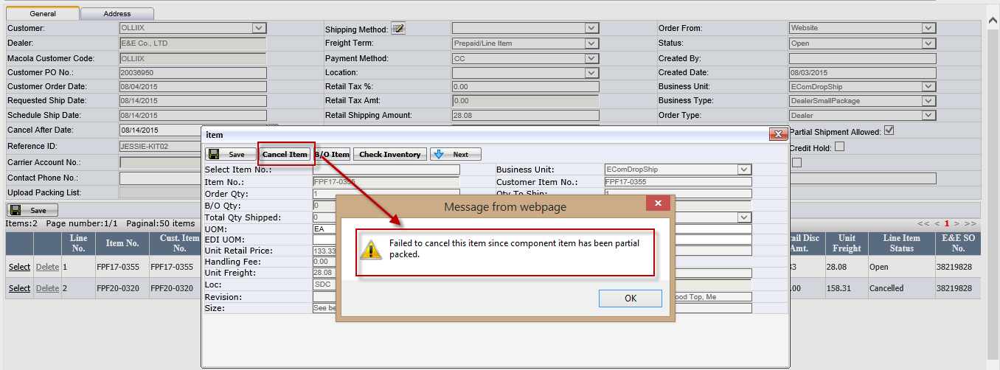 General Address
Customer: OLLIIX Shipping Method: Order From: Website
Dealer: E&E Co., LTD Freight Term: Prepaid/Line Item Status: Open
Macola Customer Code: OLLIIX Payment Method: CC Created By:
Customer PO No.: 20036950 Location: Created Date: 08/03/2015
Customer Order Date: 08/04/2015 Retail Tax %: 0.00 Business Unit: EComDropShip
Requested Ship Date: 08/14/2015 Retail Tax Amt: 0.00 Business Type: DealerSmallPackage
Schedule Ship Date: 08/14/2015 Retail Shipping Amount: 28.08 Order Type: Dealer
Cancel After Date: 08/14/2015 Partial Shipment Allowed:
Reference ID: JESSIE-KIT02 Credit Hold:
Carrier Account No.:
Contact Phone No.:
Upload Packing List:
Save
Items:2 Page number:1/1 Paginal:50 items << < 1 > >>
Line No. Item No. Cust. Item No. Disc Amt. Unit Freight Line Item Status E&E SO No.
Select Delete 1 FPF17-0355 FPF17-0355 28.08 Open 38219828
Select Delete 2 FPF20-0320 FPF20-0320 .00 158.31 Cancelled 38219828
item
Save Cancel Item B/O Item Check Inventory Next
Select Item No.: Business Unit: EComDropShip
Item No.: FPF17-0355 Customer Item No.: FPF17-0355
Order Qty: 1 Qty To Ship: 1
B/O Qty: 0
Total Qty Shipped: 0
UOM: EA
EDI UOM:
Unit Retail Price: 133.33
Handling Fee: 0.00
Unit Freight: 28.08
Loc: SDC
Revision: ood Top, Me
Size: See be
Message from webpage
Failed to cancel this item since component item has been partial
packed.
OK